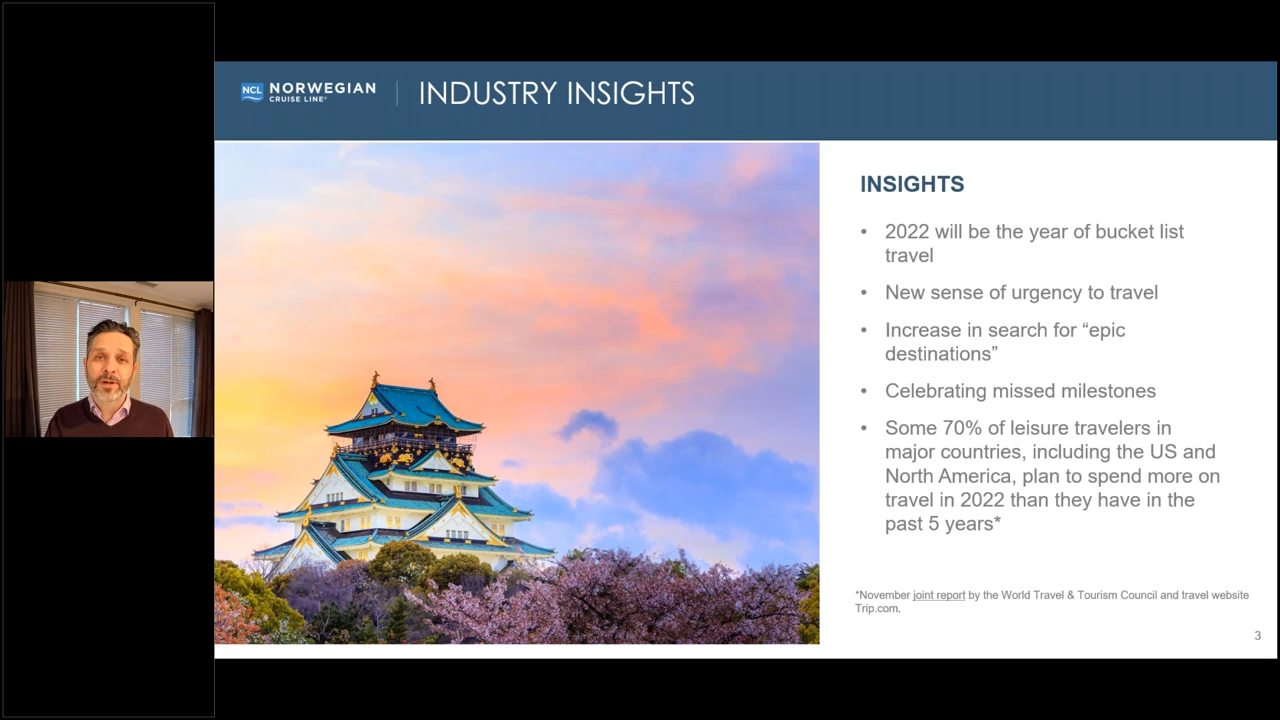 NCL NORWEGIAN
CRUISE LINE®
INDUSTRY INSIGHTS
INSIGHTS
• 2022 will be the year of bucket list
travel
• New sense of urgency to travel
• Increase in search for “epic
destinations”
• Celebrating missed milestones
• Some 70% of leisure travelers in
major countries, including the US and
North America, plan to spend more on
travel in 2022 than they have in the
past 5 years*
*November joint report by the World Travel & Tourism Council and travel website
Trip.com.
3